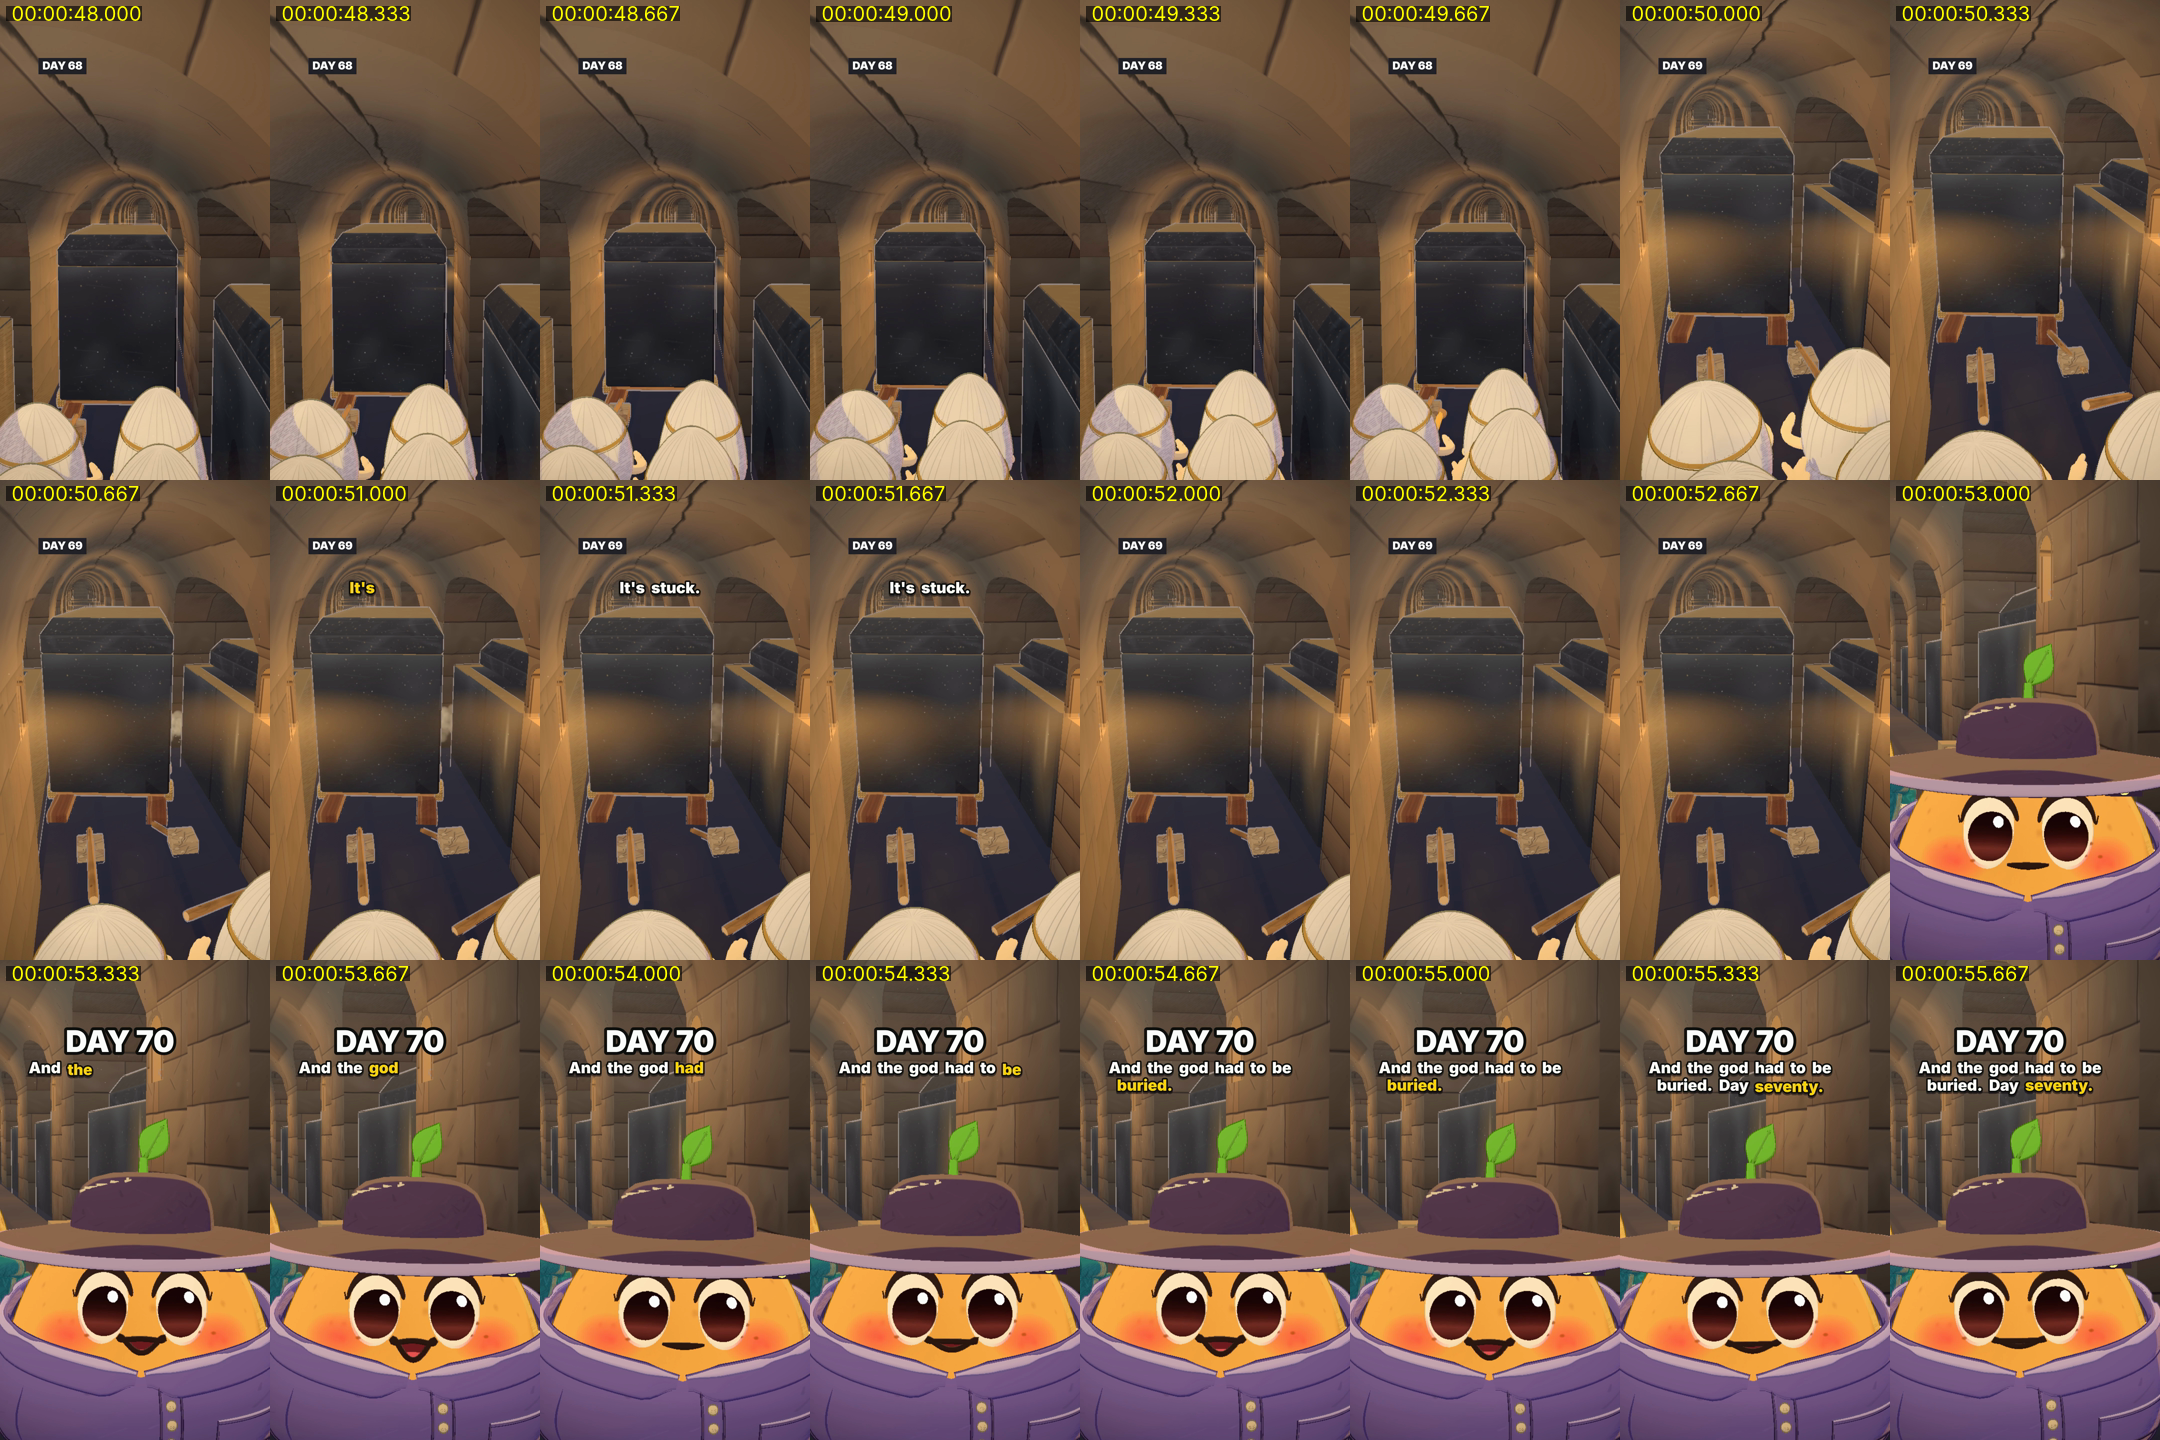 00:00:48.000
DAY 68
00:00:48.333
DAY 68
00:00:48.667
DAY 68
00:00:49.000
DAY 68
00:00:49.333
DAY 68
00:00:49.667
DAY 68
00:00:50.000
DAY 69
00:00:50.333
DAY 69
00:00:50.667
DAY 69
00:00:51.000
DAY 69
It's
00:00:51.333
DAY 69
It's stuck.
00:00:51.667
DAY 69
It's stuck.
00:00:52.000
DAY 69
00:00:52.333
DAY 69
00:00:52.667
DAY 69
00:00:53.000
00:00:53.333
DAY 70
And the
00:00:53.667
DAY 70
And the god
00:00:54.000
DAY 70
And the god had
00:00:54.333
DAY 70
And the god had to be
00:00:54.667
DAY 70
And the god had to be
buried.
00:00:55.000
DAY 70
And the god had to be
buried.
00:00:55.333
DAY 70
And the god had to be
buried. Day seventy.
00:00:55.667
DAY 70
And the god had to be
buried. Day seventy.